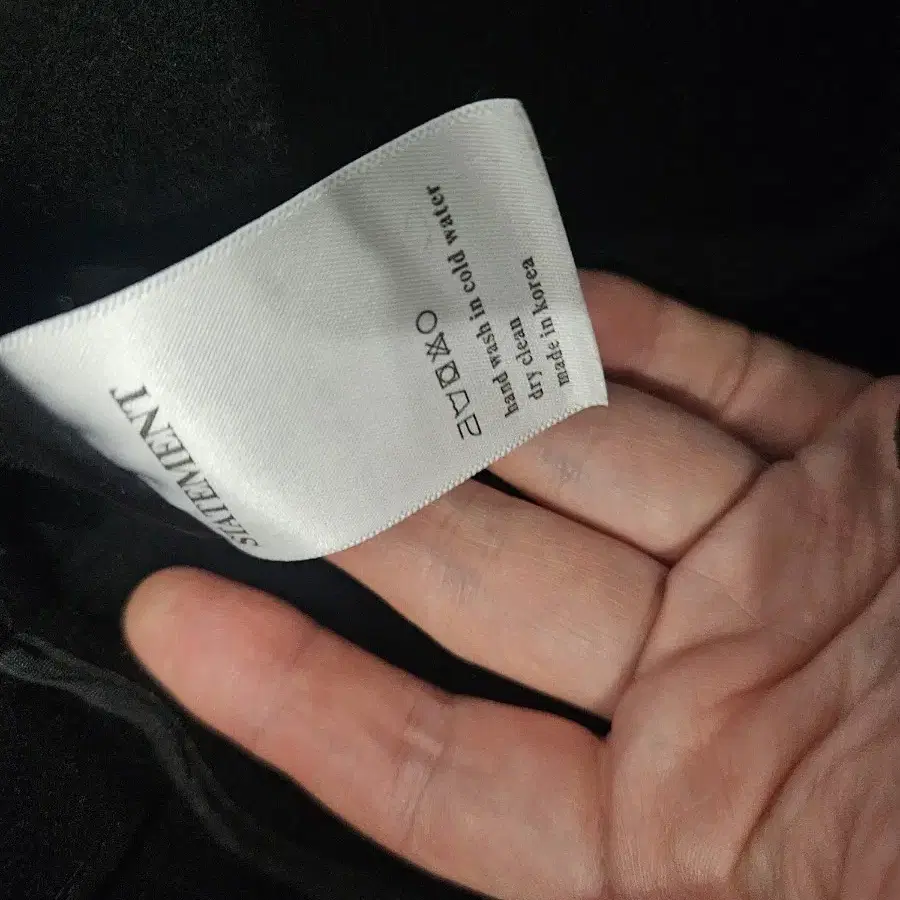 STATEMENT
hand wash in cold water
dry clean
made in korea